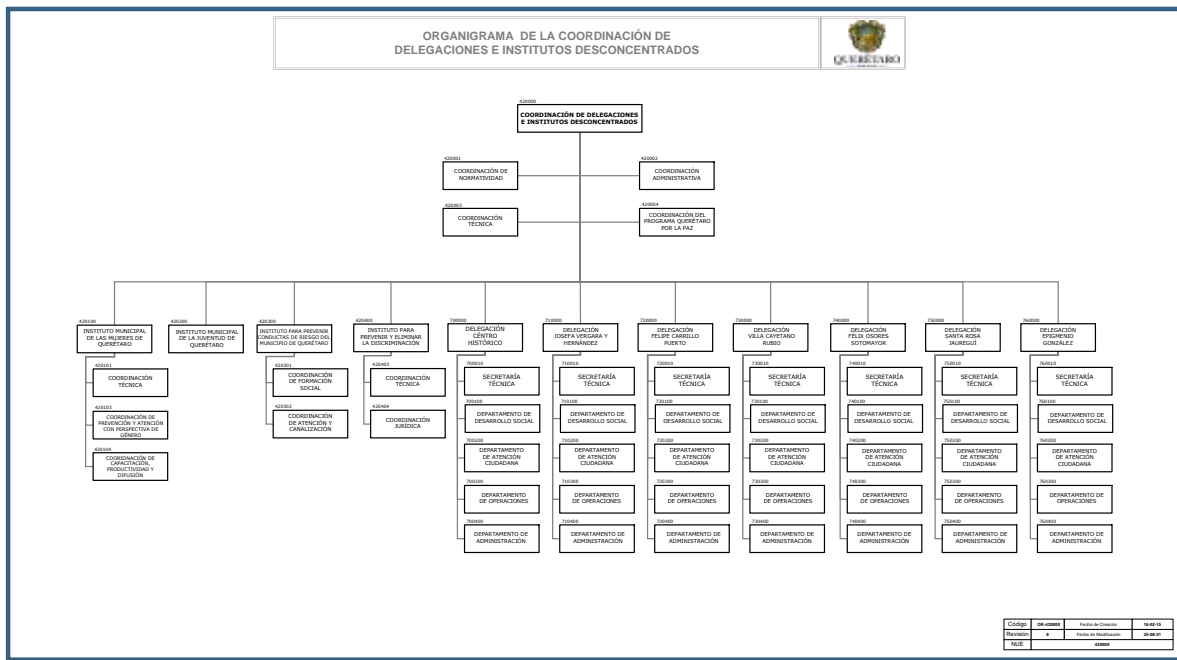 ORGANIGRAMA DE LA COORDINACIÓN DE
DELEGACIONES E INSTITUTOS DESCONCENTRADOS
QUERÉTARO
420000
COORDINACIÓN DE DELEGACIONES
E INSTITUTOS DESCONCENTRADOS
420001
COORDINACIÓN DE
NORMATIVIDAD
420002
COORDINACIÓN
ADMINISTRATIVA
420003
COORDINACIÓN
TÉCNICA
420004
COORDINACIÓN DEL
PROGRAMA QUERÉTARO
POR LA PAZ
420100
INSTITUTO MUNICIPAL
DE LAS MUJERES DE
QUERÉTARO
420101
COORDINACIÓN
TÉCNICA
420103
COORDINACIÓN DE
PREVENCIÓN Y ATENCIÓN
CON PERSPECTIVA DE
GÉNERO
420104
COORIDNACIÓN DE
CAPACITACIÓN,
PRODUCTIVIDAD Y
DIFUSIÓN
420200
INSTITUTO MUNICIPAL
DE LA JUVENTUD DE
QUERÉTARO
420300
INSTITUTO PARA PREVENIR
CONDUCTAS DE RIESGO DEL
MUNICIPIO DE QUERÉTARO
420301
COORDINACIÓN
DE FORMACIÓN
SOCIAL
420302
COORDINACIÓN
DE ATENCIÓN Y
CANALIZACIÓN
420400
INSTITUTO PARA
PREVENIR Y ELIMINAR
LA DISCRIMINACIÓN
420403
COORDINACIÓN
TÉCNICA
420404
COORDINACIÓN
JURÍDICA
700000
DELEGACIÓN
CÉNTRO
HISTÓRICO
700010
SECRETARÍA
TÉCNICA
700100
DEPARTAMENTO DE
DESARROLLO SOCIAL
700200
DEPARTAMENTO
DE ATENCIÓN
CIUDADANA
700300
DEPARTAMENTO
DE OPERACIONES
700400
DEPARTAMENTO DE
ADMINISTRACIÓN
710000
DELEGACIÓN
JOSEFA VERGARA Y
HERNÁNDEZ
710010
SECRETARÍA
TÉCNICA
710100
DEPARTAMENTO DE
DESARROLLO SOCIAL
710200
DEPARTAMENTO
DE ATENCIÓN
CIUDADANA
710300
DEPARTAMENTO
DE OPERACIONES
710400
DEPARTAMENTO DE
ADMINISTRACIÓN
720000
DELEGACIÓN
FELIPE CARRILLO
PUERTO
720010
SECRETARÍA
TÉCNICA
720100
DEPARTAMENTO DE
DESARROLLO SOCIAL
720200
DEPARTAMENTO
DE ATENCIÓN
CIUDADANA
720300
DEPARTAMENTO
DE OPERACIONES
720400
DEPARTAMENTO DE
ADMINISTRACIÓN
730000
DELEGACIÓN
VILLA CAYETANO
RUBIO
730010
SECRETARÍA
TÉCNICA
730100
DEPARTAMENTO DE
DESARROLLO SOCIAL
730200
DEPARTAMENTO
DE ATENCIÓN
CIUDADANA
730300
DEPARTAMENTO
DE OPERACIONES
730400
DEPARTAMENTO DE
ADMINISTRACIÓN
740000
DELEGACIÓN
FÉLIX OSORES
SOTOMAYOR
740010
SECRETARÍA
TÉCNICA
740100
DEPARTAMENTO DE
DESARROLLO SOCIAL
740200
DEPARTAMENTO
DE ATENCIÓN
CIUDADANA
740300
DEPARTAMENTO
DE OPERACIONES
740400
DEPARTAMENTO DE
ADMINISTRACIÓN
750000
DELEGACIÓN
SANTA ROSA
JAUREGUÍ
750010
SECRETARÍA
TÉCNICA
750100
DEPARTAMENTO DE
DESARROLLO SOCIAL
750200
DEPARTAMENTO
DE ATENCIÓN
CIUDADANA
750300
DEPARTAMENTO
DE OPERACIONES
750400
DEPARTAMENTO DE
ADMINISTRACIÓN
760000
DELEGACIÓN
EPIGMENIO
GONZÁLEZ
760010
SECRETARÍA
TÉCNICA
760100
DEPARTAMENTO DE
DESARROLLO SOCIAL
760200
DEPARTAMENTO
DE ATENCIÓN
CIUDADANA
760300
DEPARTAMENTO
DE OPERACIONES
760400
DEPARTAMENTO DE
ADMINISTRACIÓN
Código OR-420000 Fecha de Creación 16-02-15
Revisión 8 Fecha de Modificación 25-08-21
NUE 420000